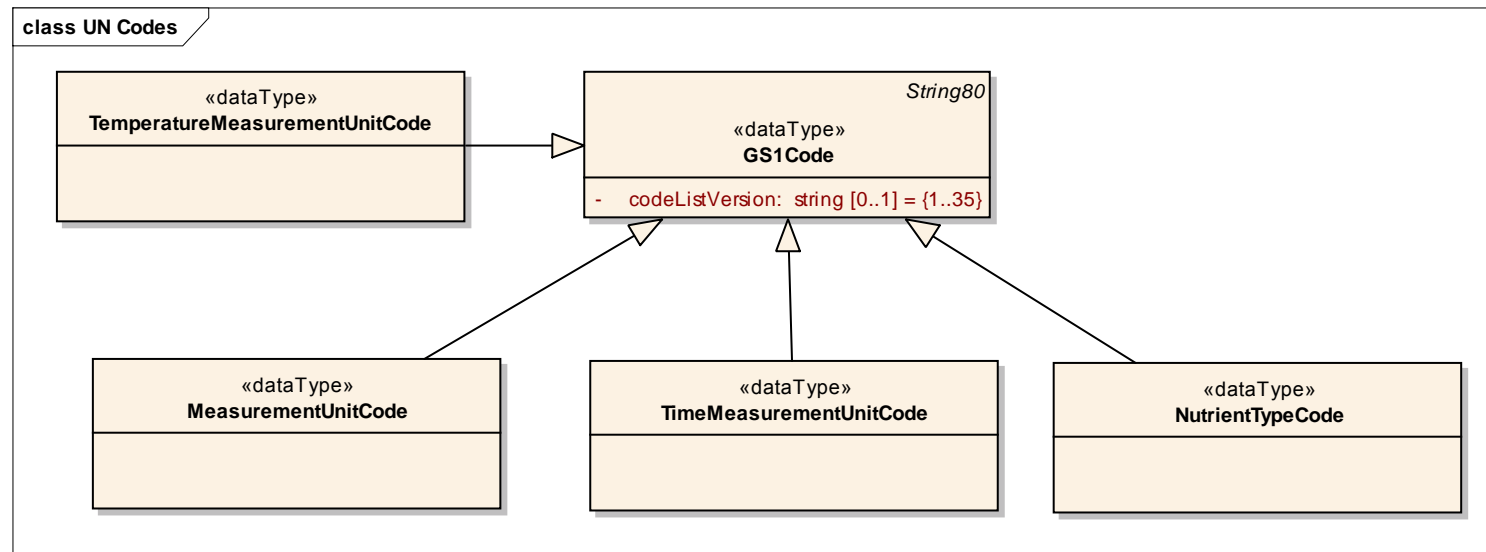 class UN Codes
«dataType»
TemperatureMeasurementUnitCode
String80
«dataType»
GS1Code
- codeListVersion: string [0..1] = {1..35}
«dataType»
MeasurementUnitCode
«dataType»
TimeMeasurementUnitCode
«dataType»
NutrientTypeCode